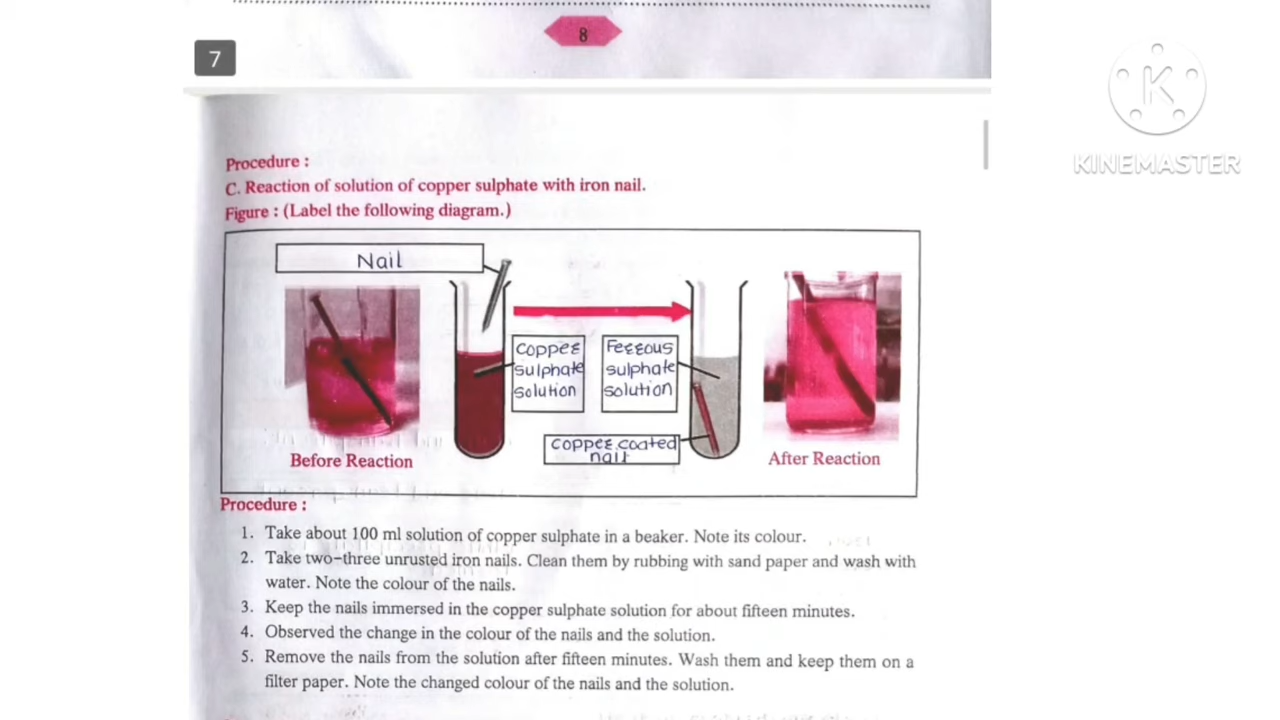 8
7
K
KINEMASTER
Procedure :
C. Reaction of solution of copper sulphate with iron nail.
Figure : (Label the following diagram.)
Nail
Copper
sulphate
solution
Ferrous
sulphate
solution
Copper coated
nail
Before Reaction
After Reaction
Procedure :
1. Take about 100 ml solution of copper sulphate in a beaker. Note its colour.
2. Take two-three unrusted iron nails. Clean them by rubbing with sand paper and wash with
water. Note the colour of the nails.
3. Keep the nails immersed in the copper sulphate solution for about fifteen minutes.
4. Observed the change in the colour of the nails and the solution.
5. Remove the nails from the solution after fifteen minutes. Wash them and keep them on a
filter paper. Note the changed colour of the nails and the solution.